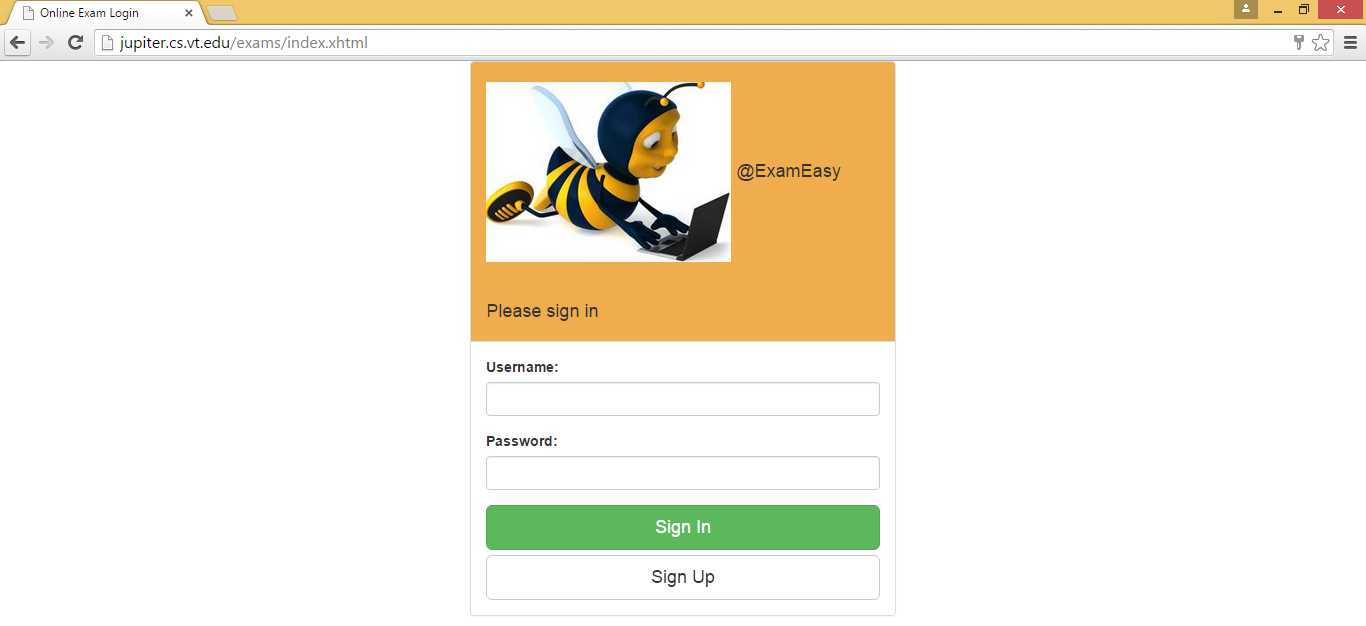 Online Exam Login
jupiter.cs.vt.edu/exams/index.xhtml
@ExamEasy
Please sign in
Username:
Password:
Sign In
Sign Up